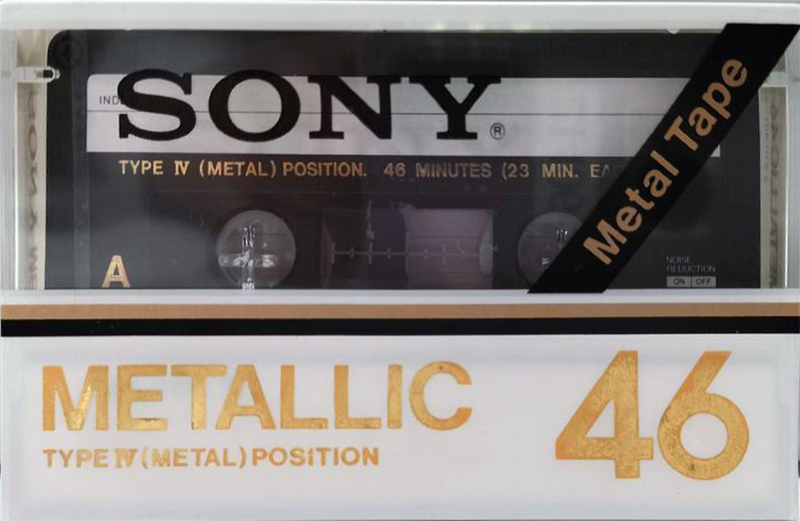 SONY®
TYPE IV (METAL) POSITION. 46 MINUTES (23 MIN.
Metal Tape
A
NOISE
REDUCTION
ON OFF
METALLIC 46
TYPE IV (METAL) POSITION